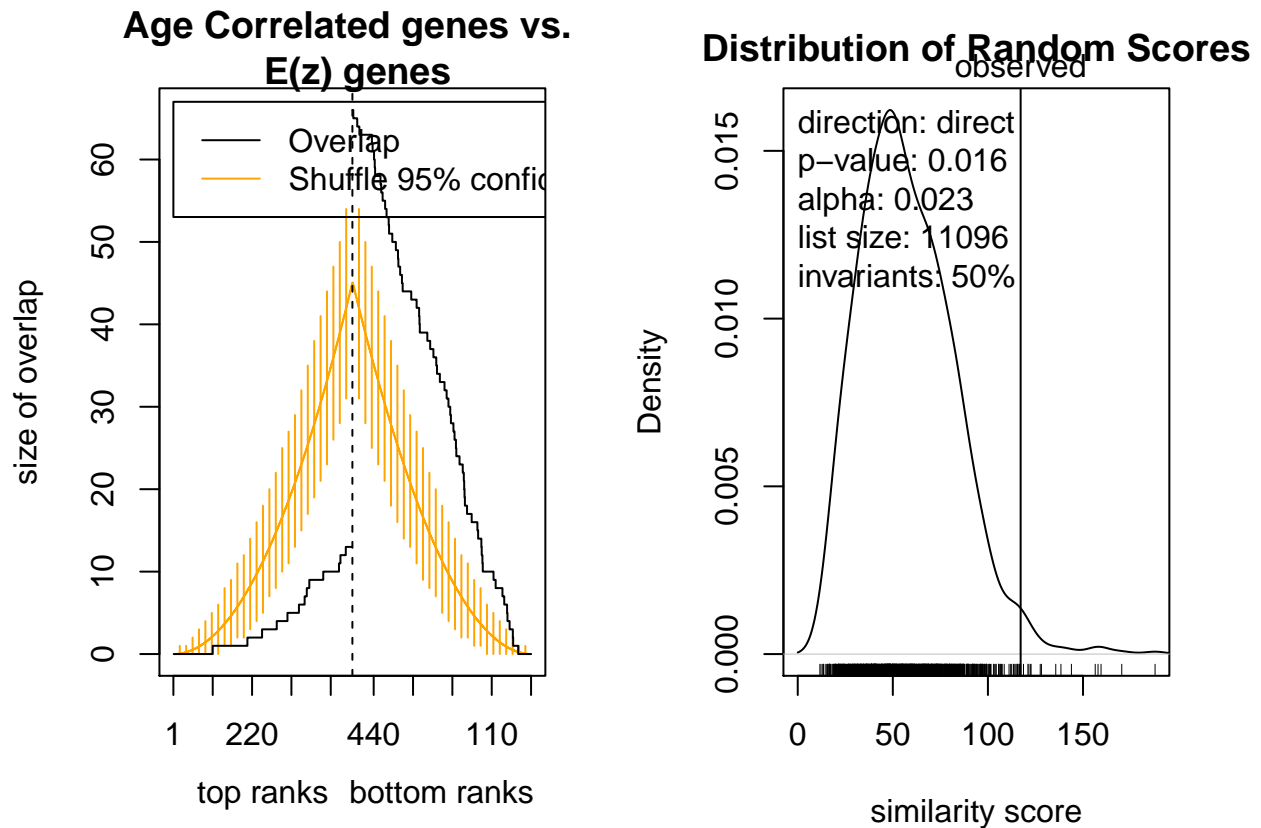 Age Correlated genes vs.
E(z) genes
Overlap
Shuffle 95% confid
size of overlap
0
10
20
30
40
50
60
1
220
440
110
top ranks
bottom ranks
Distribution of Random Scores
observed
direction: direct
p−value: 0.016
alpha: 0.023
list size: 11096
invariants: 50%
Density
0.000
0.005
0.010
0.015
0
50
100
150
similarity score